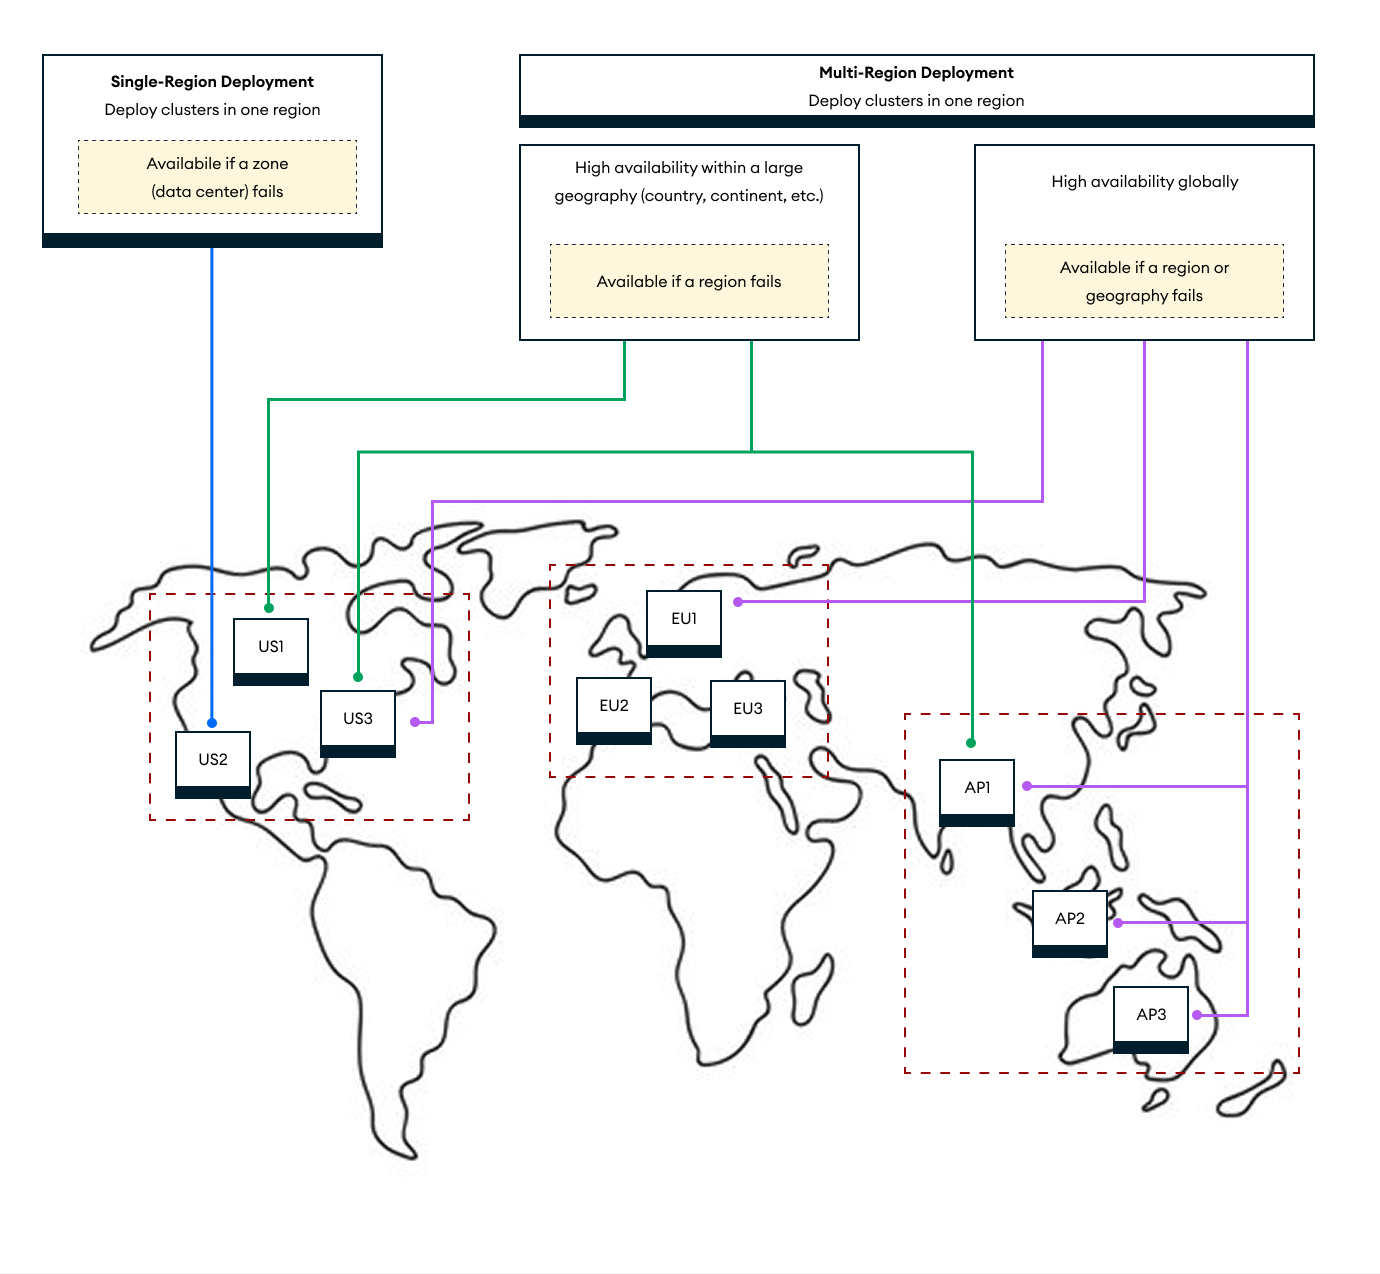 Single-Region Deployment
Deploy clusters in one region
Availabile if a zone
(data center) fails
Multi-Region Deployment
Deploy clusters in one region
High availability within a large
geography (country, continent, etc.)
Available if a region fails
High availability globally
Available if a region or
geography fails
US1
US3
US2
EU1
EU2
EU3
AP1
AP2
AP3